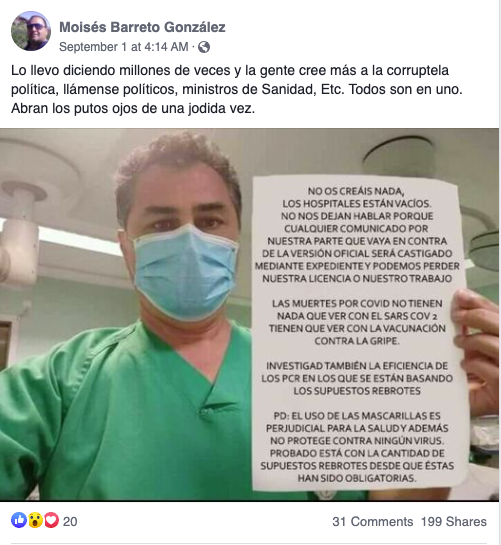 Moisés Barreto González
September 1 at 4:14 AM ·
Lo llevo diciendo millones de veces y la gente cree más a la corruptela
política, llámense políticos, ministros de Sanidad, Etc. Todos son en uno.
Abran los putos ojos de una jodida vez.
NO OS CREÁIS NADA,
LOS HOSPITALES ESTÁN VACÍOS.
NO NOS DEJAN HABLAR PORQUE
CUALQUIER COMUNICADO POR
NUESTRA PARTE QUE VAYA EN CONTRA
DE LA VERSIÓN OFICIAL SERÁ CASTIGADO
MEDIANTE EXPEDIENTE Y PODEMOS PERDER
NUESTRA LICENCIA O NUESTRO TRABAJO
LAS MUERTES POR COVID NO TIENEN
NADA QUE VER CON EL SARS COV 2
TIENEN QUE VER CON LA VACUNACIÓN
CONTRA LA GRIPE.
INVESTIGAD TAMBIÉN LA EFICIENCIA DE
LOS PCR EN LOS QUE SE ESTÁN BASANDO
LOS SUPUESTOS REBROTES
PD: EL USO DE LAS MASCARILLAS ES
PERJUDICIAL PARA LA SALUD Y ADEMÁS
NO PROTEGE CONTRA NINGÚN VIRUS.
PROBADO ESTÁ CON LA CANTIDAD DE
SUPUESTOS REBROTES DESDE QUE ÉSTAS
HAN SIDO OBLIGATORIAS.
20
31 Comments 199 Shares